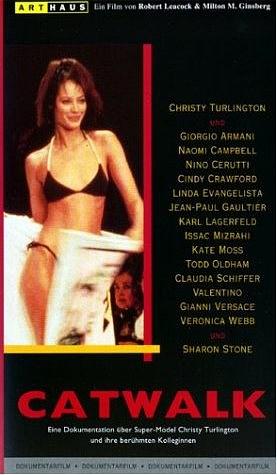 ARTHAUS Ein Film von Robert Leacock & Milton M. Ginsberg
CHRISTY TURLINGTON
und
GIORGIO ARMANI
NAOMI CAMPBELL
NINO CERUTTI
CINDY CRAWFORD
LINDA EVANGELISTA
JEAN-PAUL GAULTIER
KARL LAGERFELD
ISSAC MIZRAHI
KATE MOSS
TODD OLDHAM
CLAUDIA SCHIFFER
VALENTINO
GIANNI VERSACE
VERONICA WEBB
und
SHARON STONE
CATWALK
Eine Dokumentation über Super-Model Christy Turlington
und ihre berühmten Kolleginnen
DOKUMENTARFILM • DOKUMENTARFILM • DOKUMENTARFILM • DOKUMENTARFILM